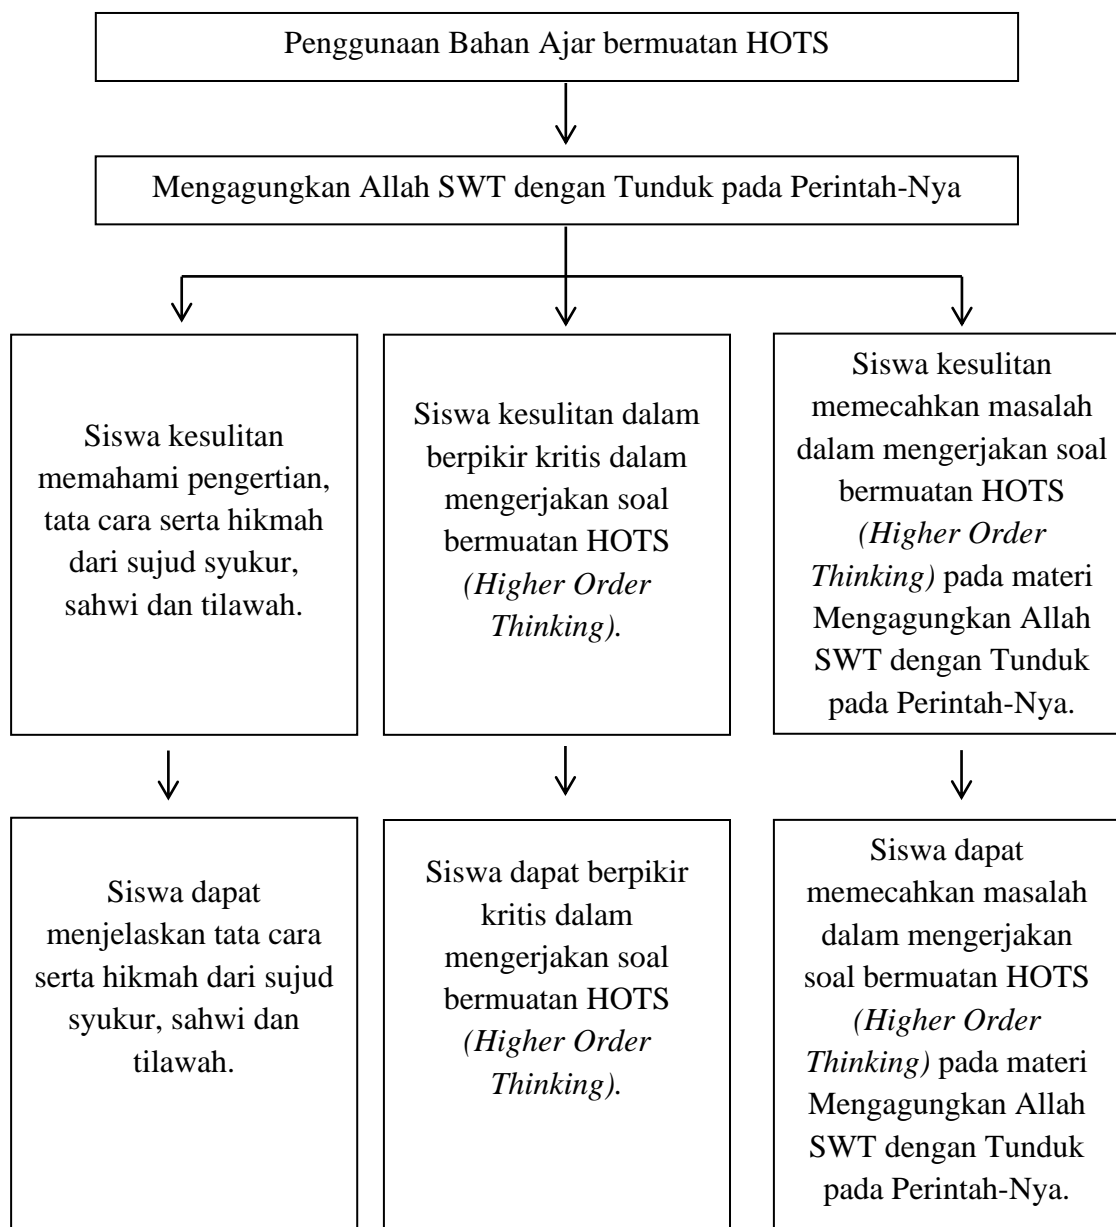 Penggunaan Bahan Ajar bermuatan HOTS
Mengagungkan Allah SWT dengan Tunduk pada Perintah-Nya
Siswa kesulitan
memahami pengertian,
tata cara serta hikmah
dari sujud syukur,
sahwi dan tilawah.
Siswa kesulitan dalam
berpikir kritis dalam
mengerjakan soal
bermuatan HOTS
(Higher Order
Thinking).
Siswa kesulitan
memecahkan masalah
dalam mengerjakan soal
bermuatan HOTS
(Higher Order
Thinking) pada materi
Mengagungkan Allah
SWT dengan Tunduk
pada Perintah-Nya.
Siswa dapat
menjelaskan tata cara
serta hikmah dari sujud
syukur, sahwi dan
tilawah.
Siswa dapat berpikir
kritis dalam
mengerjakan soal
bermuatan HOTS
(Higher Order
Thinking).
Siswa dapat
memecahkan masalah
dalam mengerjakan
soal bermuatan HOTS
(Higher Order
Thinking) pada materi
Mengagungkan Allah
SWT dengan Tunduk
pada Perintah-Nya.